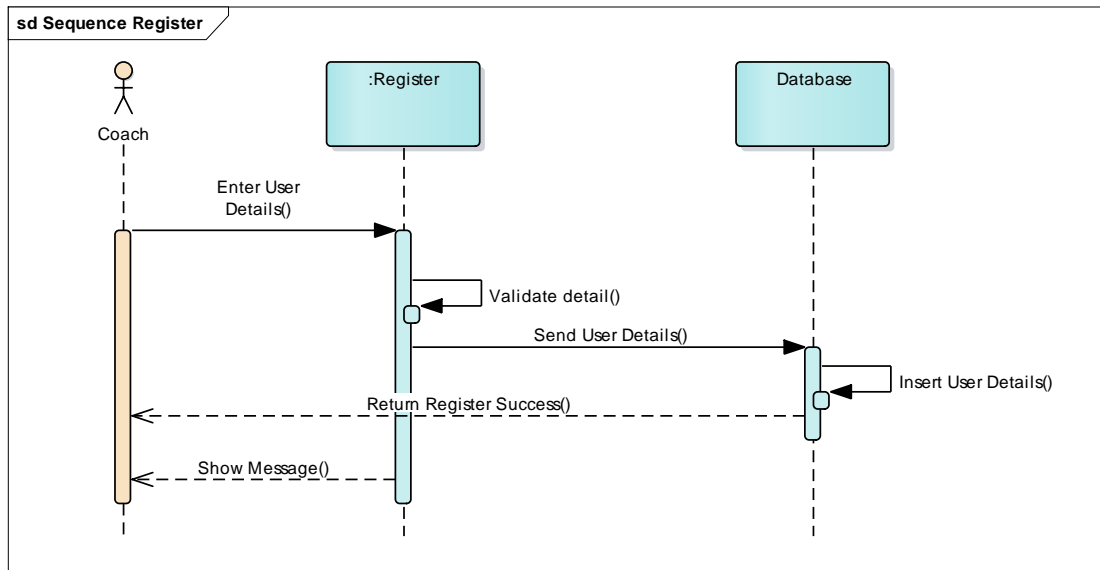 sd Sequence Register
:Register
Database
Coach
Enter User
Details()
Validate detail()
Send User Details()
Insert User Details()
Return Register Success()
Show Message()